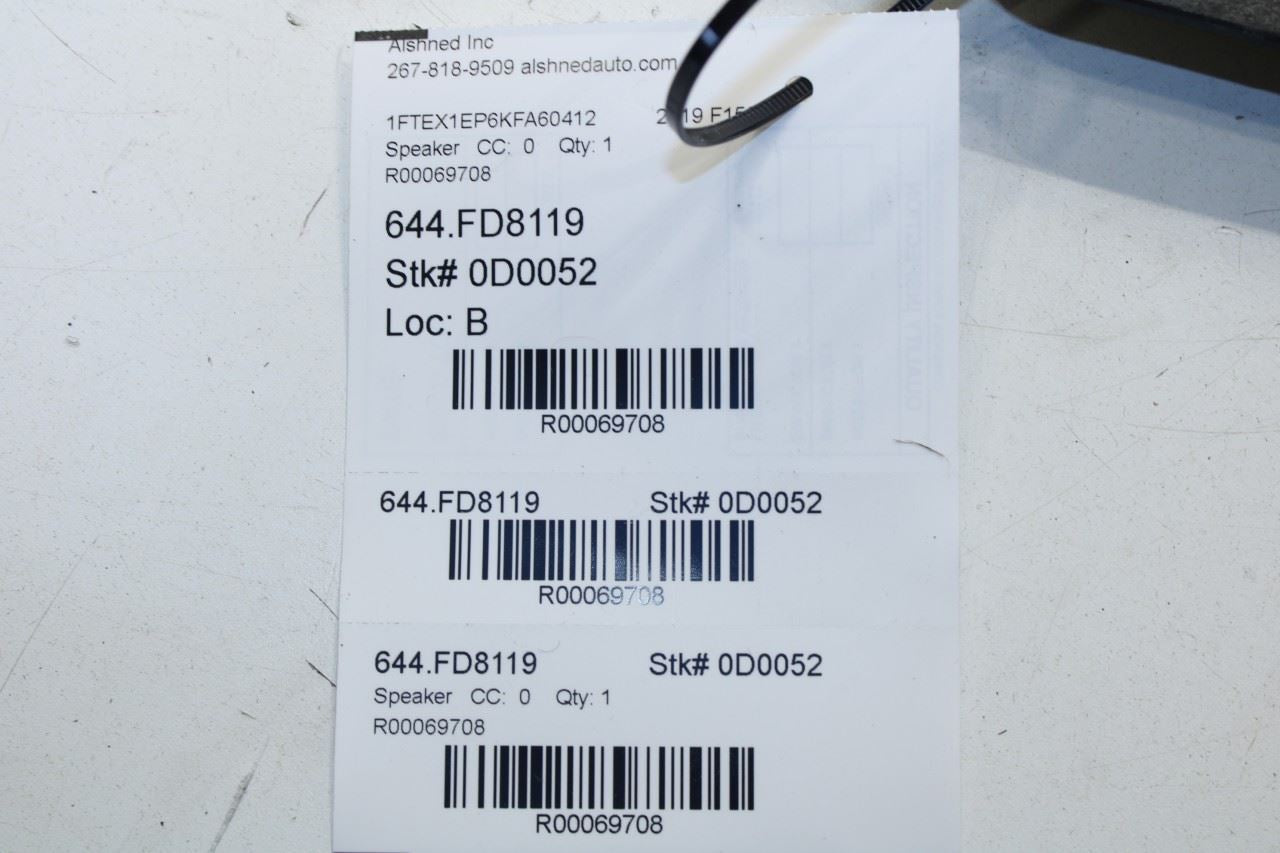 Alshned Inc
267-818-9509 alshnedauto.com
1FTEX1EP6KFA60412
Speaker CC: 0 Qty: 1
R00069708
644.FD8119
Stk# 0D0052
Loc: B
R00069708
644.FD8119 Stk# 0D0052
R00069708
644.FD8119 Stk# 0D0052
Speaker CC: 0 Qty: 1
R00069708
R00069708